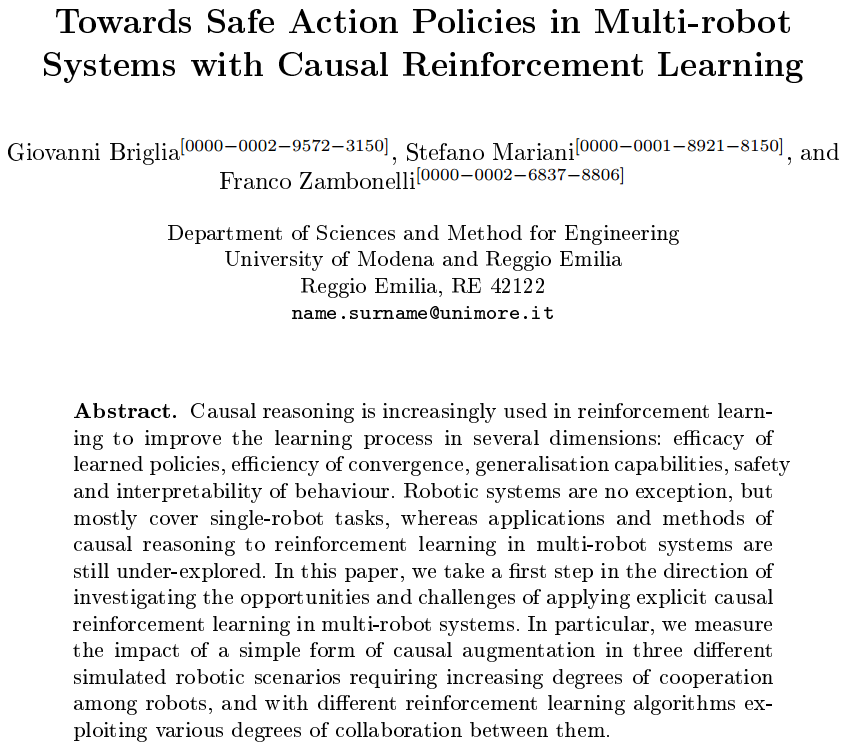 Towards Safe Action Policies in Multi-robot
Systems with Causal Reinforcement Learning
Giovanni Briglia[0000−0002−9572−3150], Stefano Mariani[0000−0001−8921−8150], and
Franco Zambonelli[0000−0002−6837−8806]
Department of Sciences and Method for Engineering
University of Modena and Reggio Emilia
Reggio Emilia, RE 42122
name.surname@unimore.it
Abstract. Causal reasoning is increasingly used in reinforcement learn-
ing to improve the learning process in several dimensions: efficacy of
learned policies, efficiency of convergence, generalisation capabilities, safety
and interpretability of behaviour. Robotic systems are no exception, but
mostly cover single-robot tasks, whereas applications and methods of
causal reasoning to reinforcement learning in multi-robot systems are
still under-explored. In this paper, we take a first step in the direction of
investigating the opportunities and challenges of applying explicit causal
reinforcement learning in multi-robot systems. In particular, we measure
the impact of a simple form of causal augmentation in three different
simulated robotic scenarios requiring increasing degrees of cooperation
among robots, and with different reinforcement learning algorithms ex-
ploiting various degrees of collaboration between them.